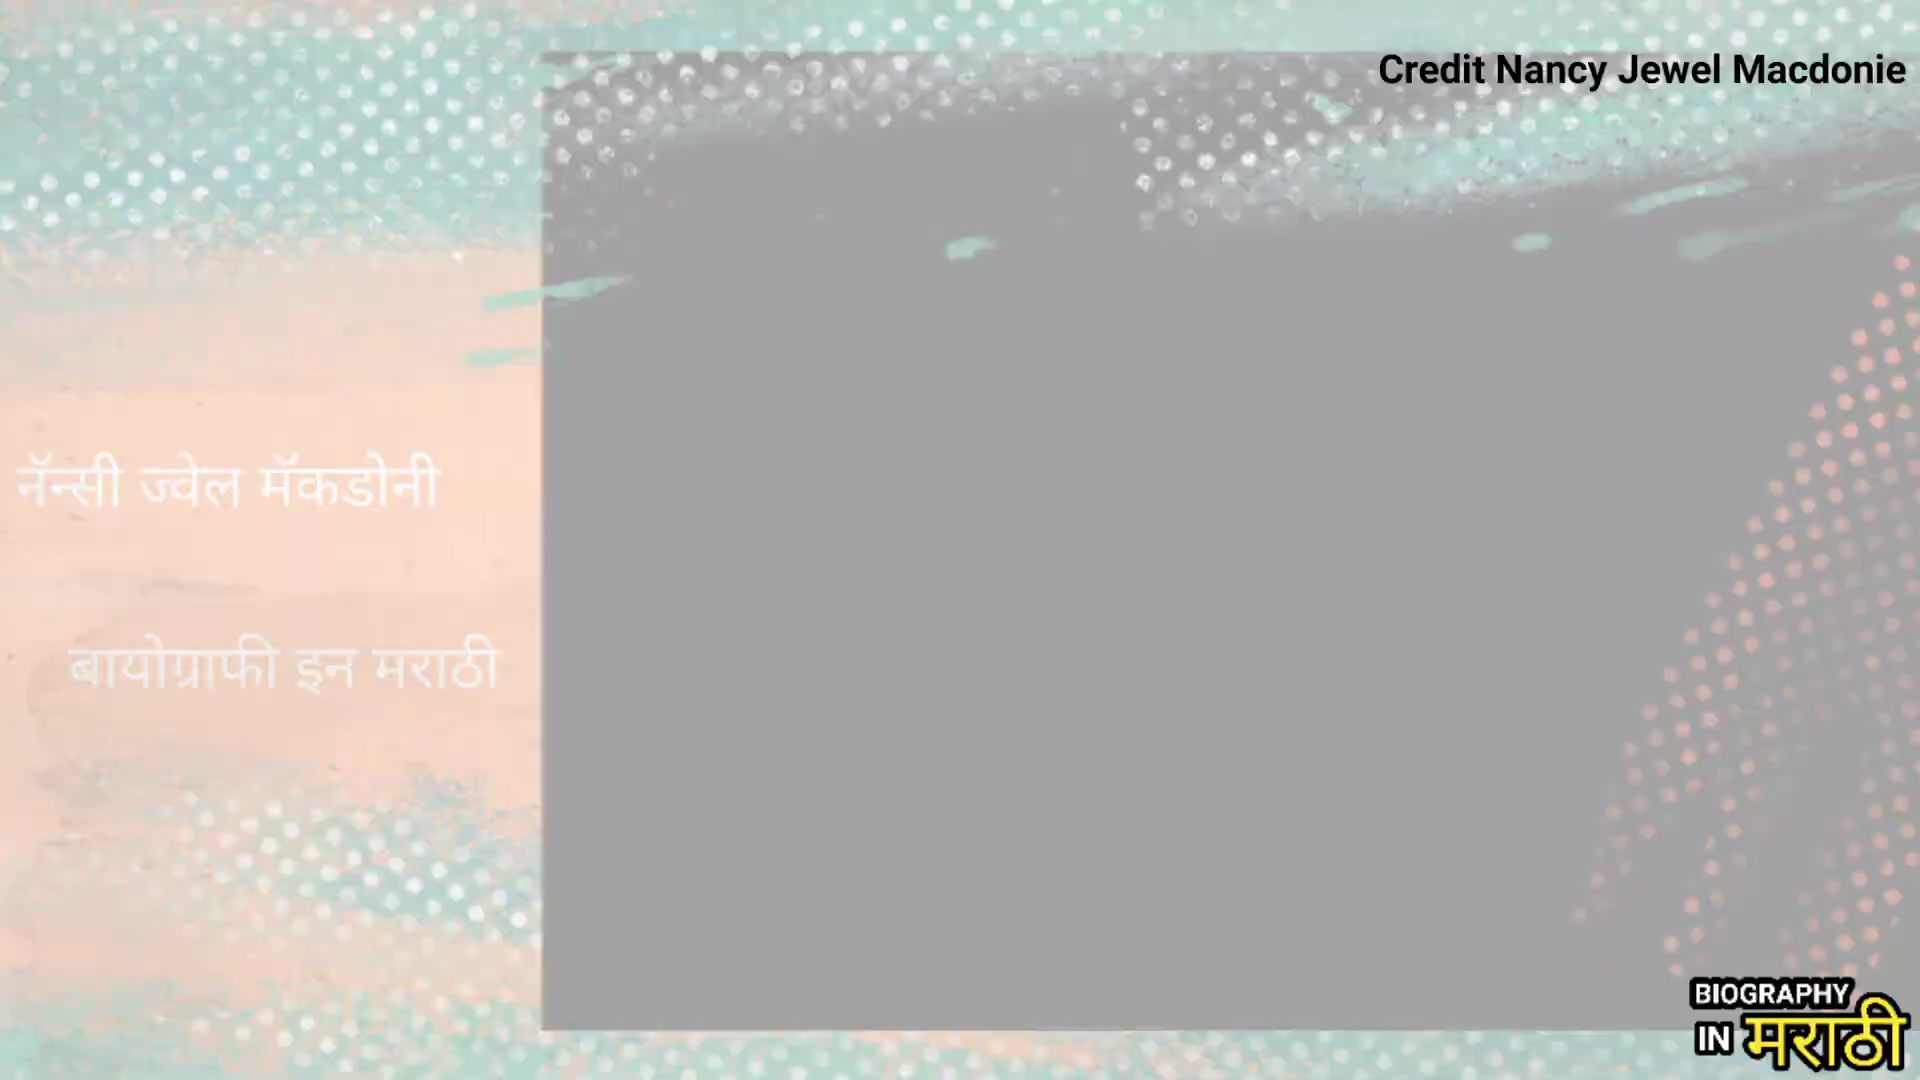 Credit Nancy Jewel Macdonie
नॅन्सी ज्वेल मॅकडोनी
बायोग्राफी इन मराठी
BIOGRAPHY
IN मराठी